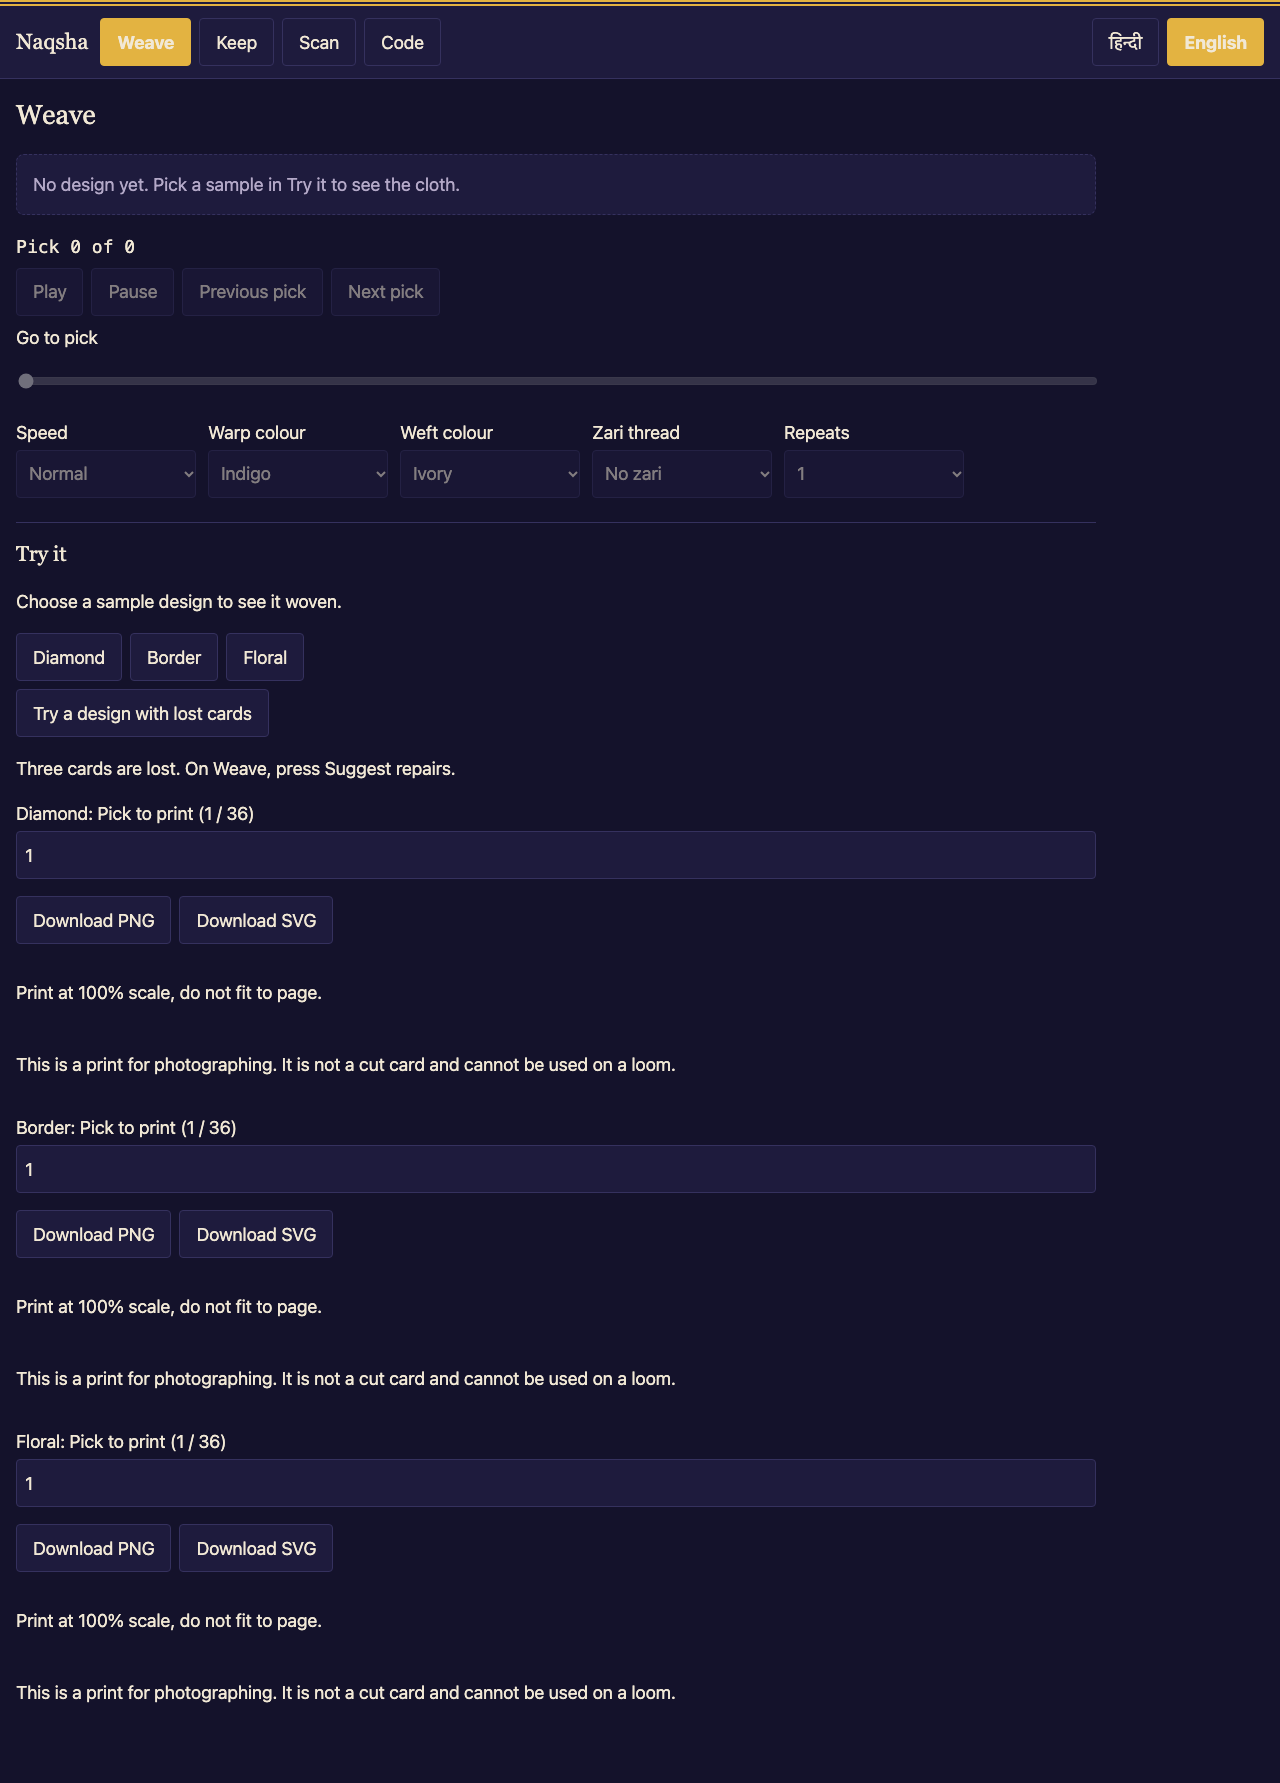 Naqsha Weave Keep Scan Code हिन्दी English
Weave
No design yet. Pick a sample in Try it to see the cloth.
Pick 0 of 0
Play Pause Previous pick Next pick
Go to pick
Speed Warp colour Weft colour Zari thread Repeats
Normal Indigo Ivory No zari 1
Try it
Choose a sample design to see it woven.
Diamond Border Floral
Try a design with lost cards
Three cards are lost. On Weave, press Suggest repairs.
Diamond: Pick to print (1 / 36)
1
Download PNG Download SVG
Print at 100% scale, do not fit to page.
This is a print for photographing. It is not a cut card and cannot be used on a loom.
Border: Pick to print (1 / 36)
1
Download PNG Download SVG
Print at 100% scale, do not fit to page.
This is a print for photographing. It is not a cut card and cannot be used on a loom.
Floral: Pick to print (1 / 36)
1
Download PNG Download SVG
Print at 100% scale, do not fit to page.
This is a print for photographing. It is not a cut card and cannot be used on a loom.